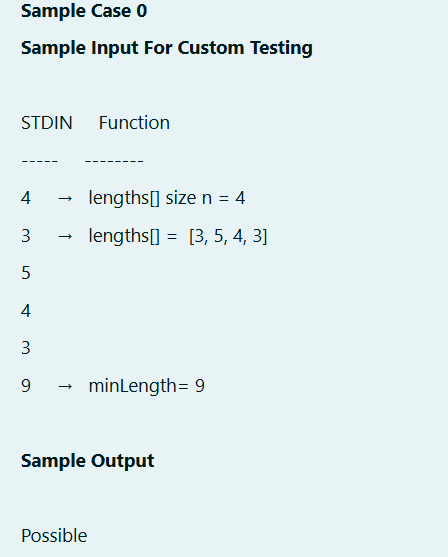 Sample Case 0
Sample Input For Custom Testing
STDIN Function
----- --------
4 → lengths[] size n = 4
3 → lengths[] = [3, 5, 4, 3]
5
4
3
9 → minLength= 9
Sample Output
Possible